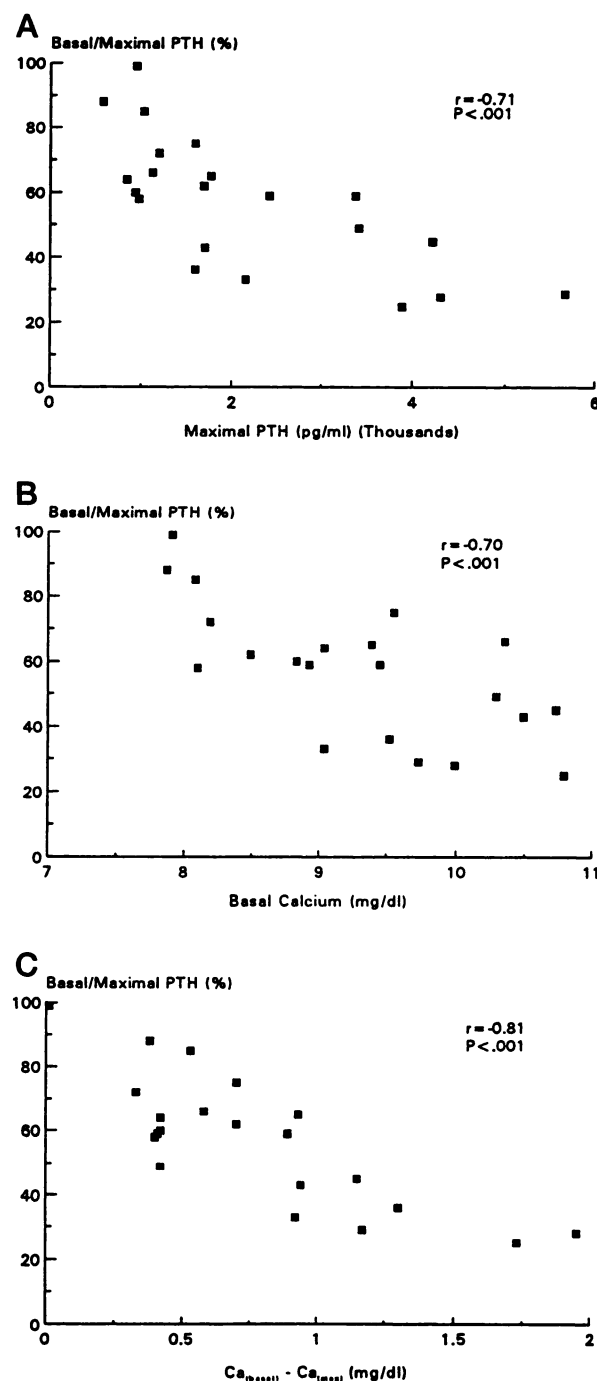 A
Basal/Maximal PTH (%)
100
80
60
40
20
0
r=-0.71
P<.001
0 2 4 6
Maximal PTH (pg/ml) (Thousands)
B
Basal/Maximal PTH (%)
100
80
60
40
20
0
r=-0.70
P<.001
7 8 9 10 11
Basal Calcium (mg/dl)
C
Basal/Maximal PTH (%)
100
80
60
40
20
0
r=-0.81
P<.001
0 0.5 1 1.5 2
Ca(basal) - Ca(max) (mg/dl)